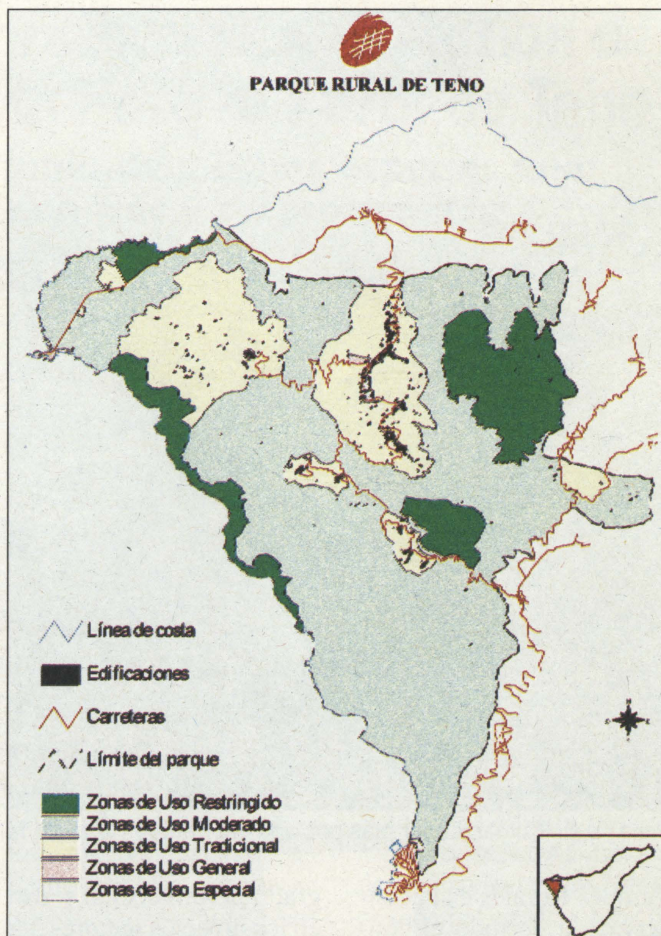 PARQUE RURAL DE TENO
Línea de costa
Edificaciones
Carreteras
Límite del parque
Zonas de Uso Restringido
Zonas de Uso Moderado
Zonas de Uso Tradicional
Zonas de Uso General
Zonas de Uso Especial